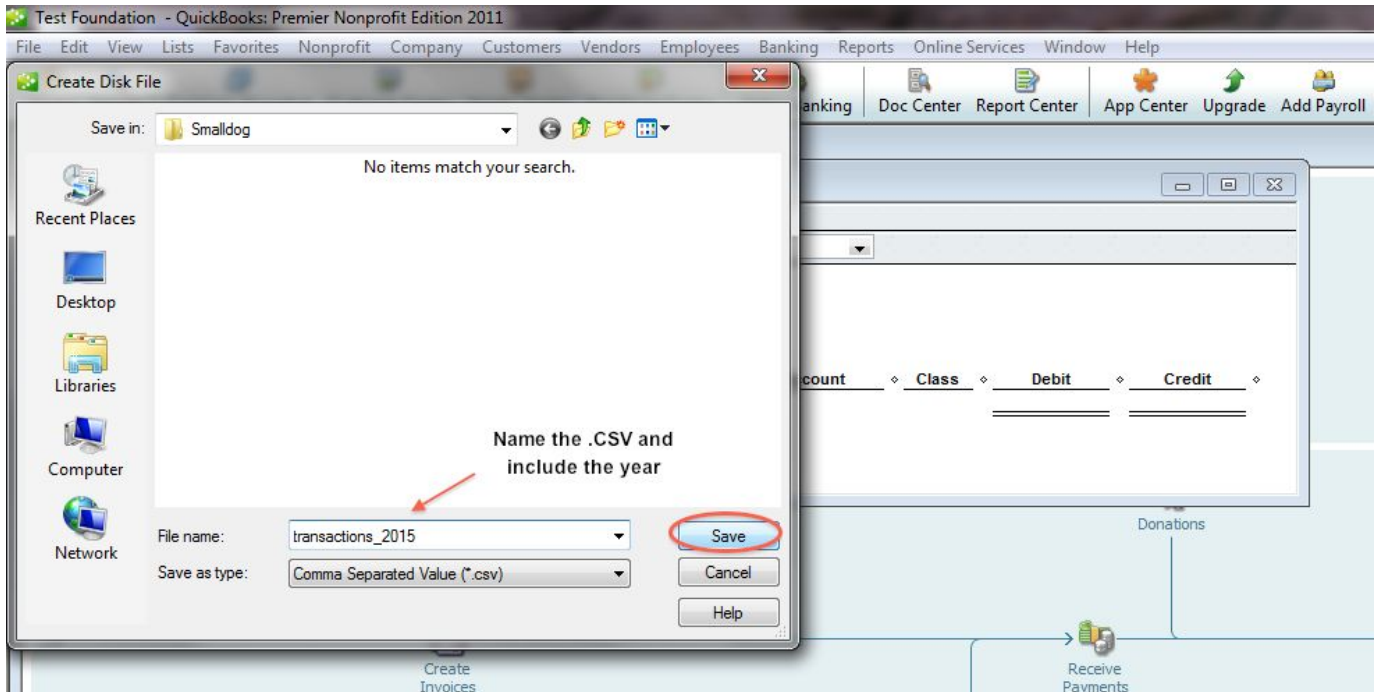 Test Foundation - QuickBooks: Premier Nonprofit Edition 2011
File Edit View Lists Favorites Nonprofit Company Customers Vendors Employees Banking Reports Online Services Window Help
Create Disk File
anking Doc Center Report Center App Center Upgrade Add Payroll
Save in: Smalldog
No items match your search.
Recent Places
Desktop
Libraries
Computer
Network
count Class Debit Credit
Name the .CSV and
include the year
File name: transactions_2015 Save
Save as type: Comma Separated Value (*.csv) Cancel
Help
Donations
Create
Invoices
Receive
Payments